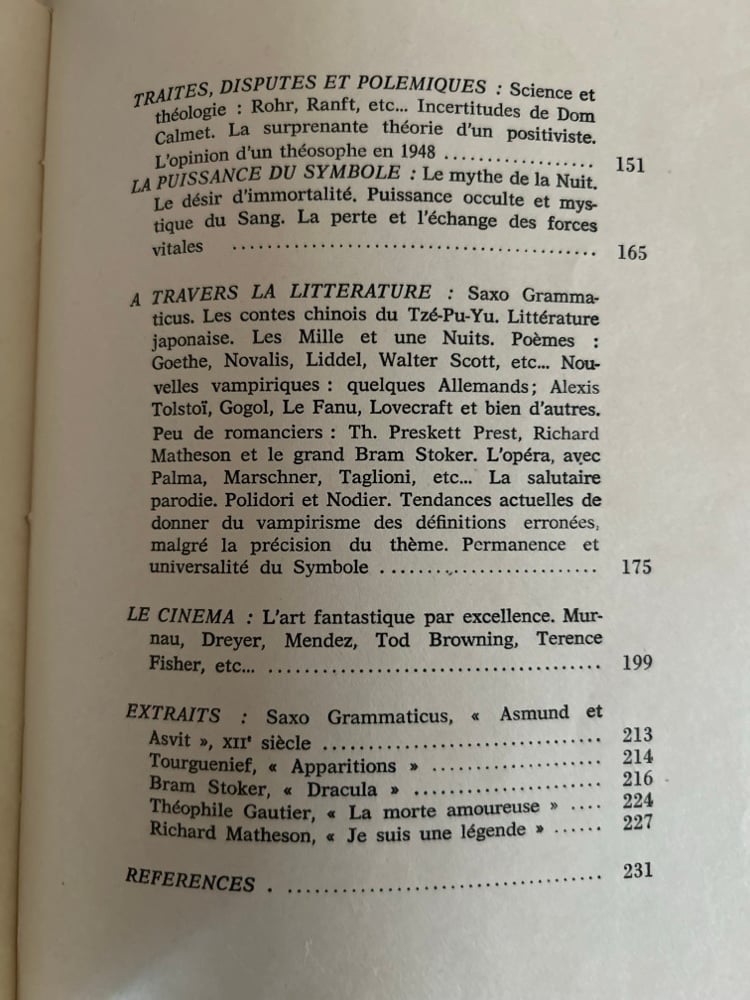 TRAITES, DISPUTES ET POLEMIQUES : Science et
théologie : Rohr, Ranft, etc... Incertitudes de Dom
Calmet. La surprenante théorie d'un positiviste.
L'opinion d'un théosophe en 1948 .................. 151
LA PUISSANCE DU SYMBOLE : Le mythe de la Nuit.
Le désir d'immortalité. Puissance occulte et mys-
tique du Sang. La perte et l'échange des forces
vitales .......................................... 165
A TRAVERS LA LITTERATURE : Saxo Gramma-
ticus. Les contes chinois du Tzé-Pu-Yu. Littérature
japonaise. Les Mille et une Nuits. Poèmes :
Goethe, Novalis, Liddel, Walter Scott, etc... Nou-
velles vampiriques : quelques Allemands; Alexis
Tolstoï, Gogol, Le Fanu, Lovecraft et bien d'autres.
Peu de romanciers : Th. Preskett Prest, Richard
Matheson et le grand Bram Stoker. L'opéra, avec
Palma, Marschner, Taglioni, etc... La salutaire
parodie. Polidori et Nodier. Tendances actuelles de
donner du vampirisme des définitions erronées,
malgré la précision du thème. Permanence et
universalité du Symbole ......................... 175
LE CINEMA : L'art fantastique par excellence. Mur-
nau, Dreyer, Mendez, Tod Browning, Terence
Fisher, etc... ...................................... 199
EXTRAITS : Saxo Grammaticus, « Asmund et
Asvit », XIIe siècle ................................ 213
Tourguenief, « Apparitions » .................... 214
Bram Stoker, « Dracula » ...................... 216
Théophile Gautier, « La morte amoureuse » .... 224
Richard Matheson, « Je suis une légende » ...... 227
REFERENCES . .................................... 231